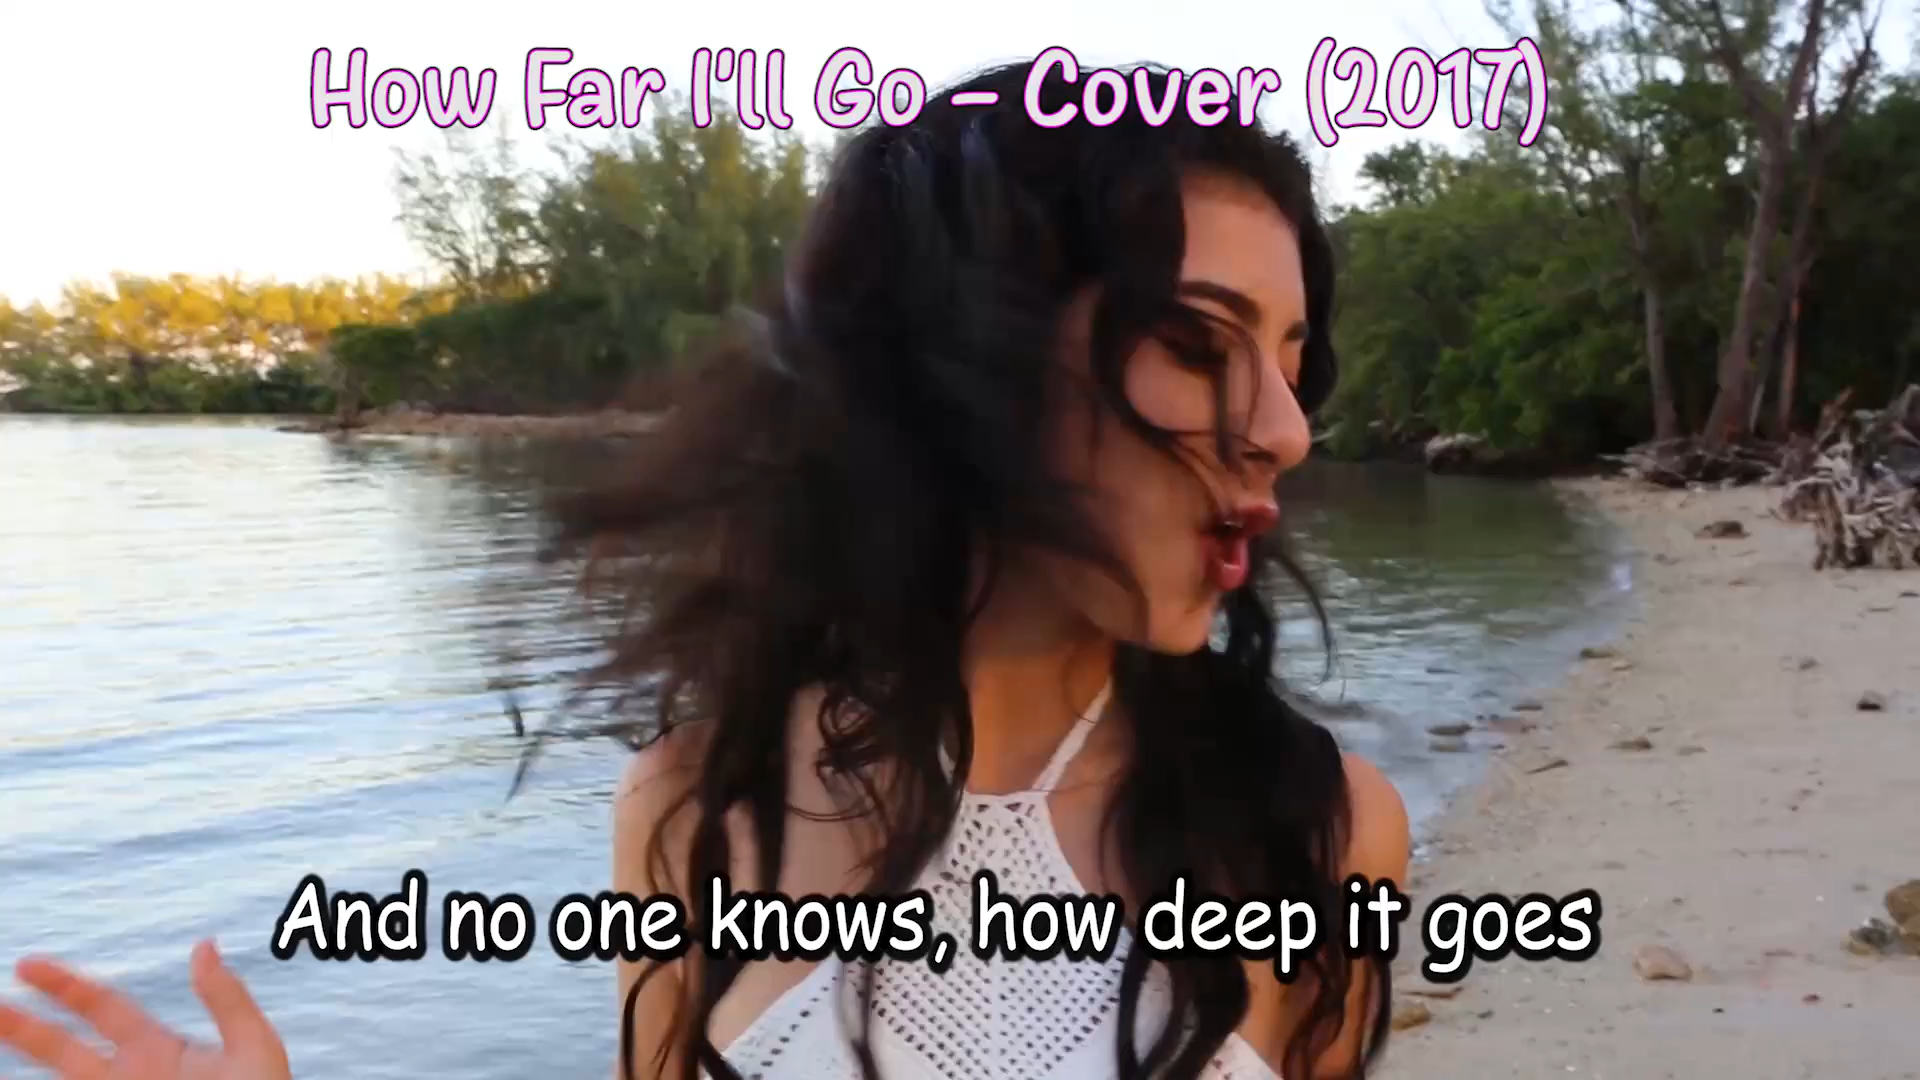 How Far I'll Go – Cover (2017)
And no one knows, how deep it goes